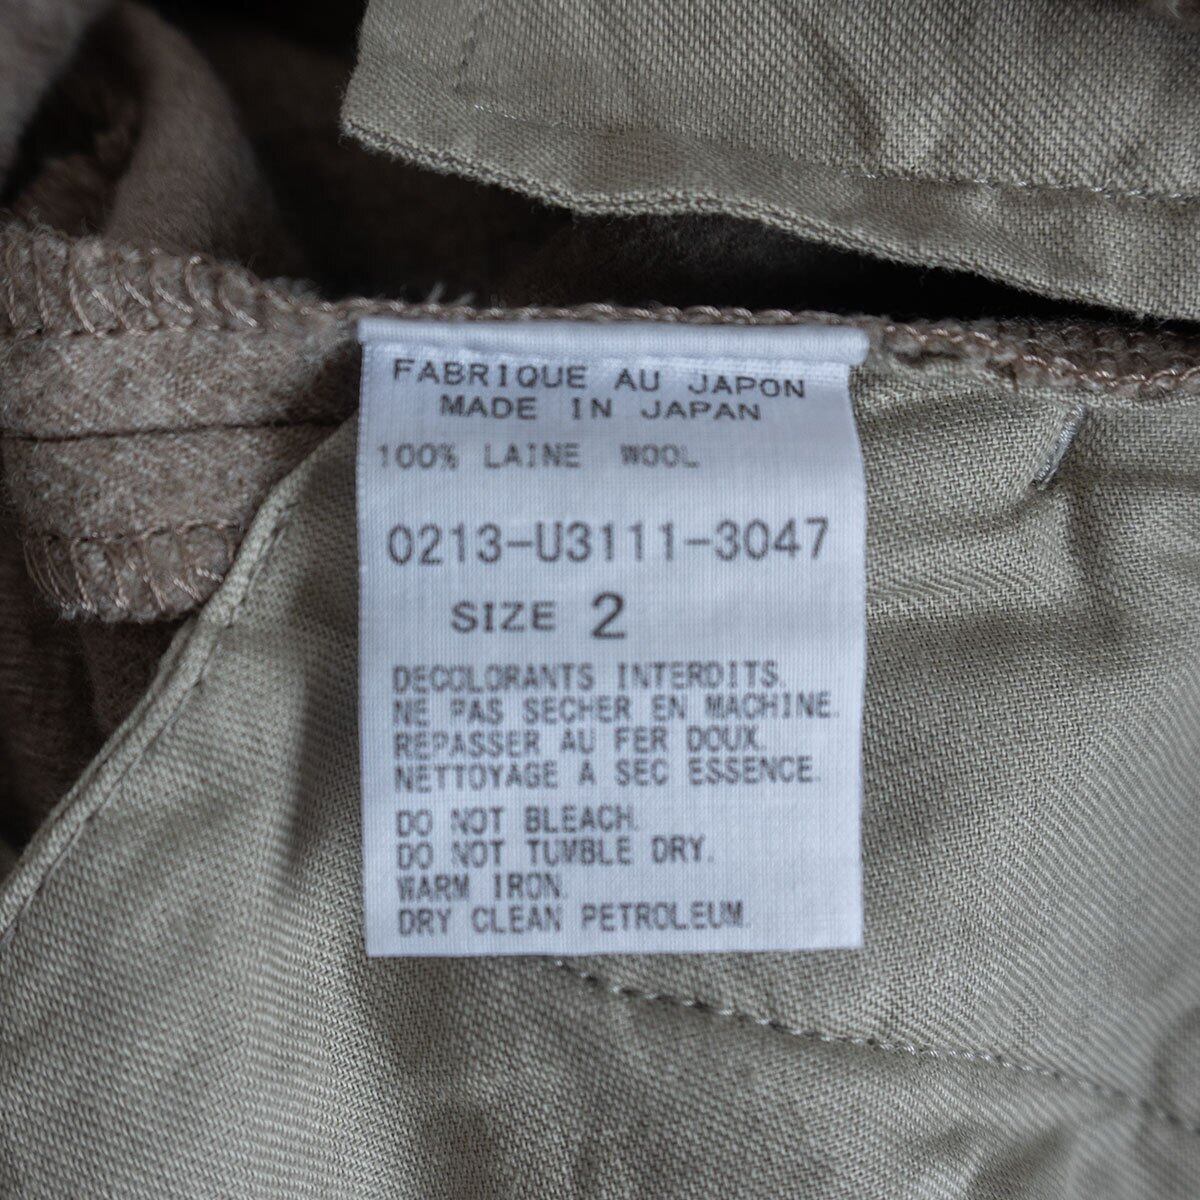 FABRIQUE AU JAPON
MADE IN JAPAN
100% LAINE WOOL
0213-U3111-3047
SIZE 2
DECOLORANTS INTERDITS.
NE PAS SECHER EN MACHINE.
REPASSER AU FER DOUX.
NETTOYAGE A SEC ESSENCE.
DO NOT BLEACH.
DO NOT TUMBLE DRY.
WARM IRON.
DRY CLEAN PETROLEUM.